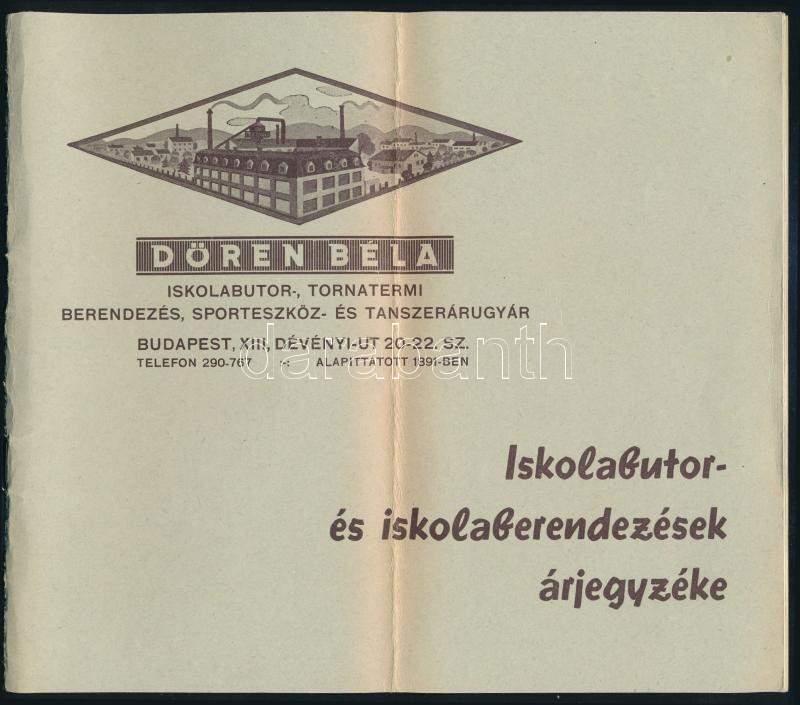 DÖREN BÉLA
ISKOLABUTOR-, TORNATERMI
BERENDEZÉS, SPORTESZKÖZ- ÉS TANSZERÁRUGYÁR
BUDAPEST, XIII, DÉVÉNYI-UT 20-22. SZ.
TELEFON 290-767 :-: ALAPITTATOTT 1891-BEN
darabanth
Iskolabutor-
és iskolaberendezések
árjegyzéke